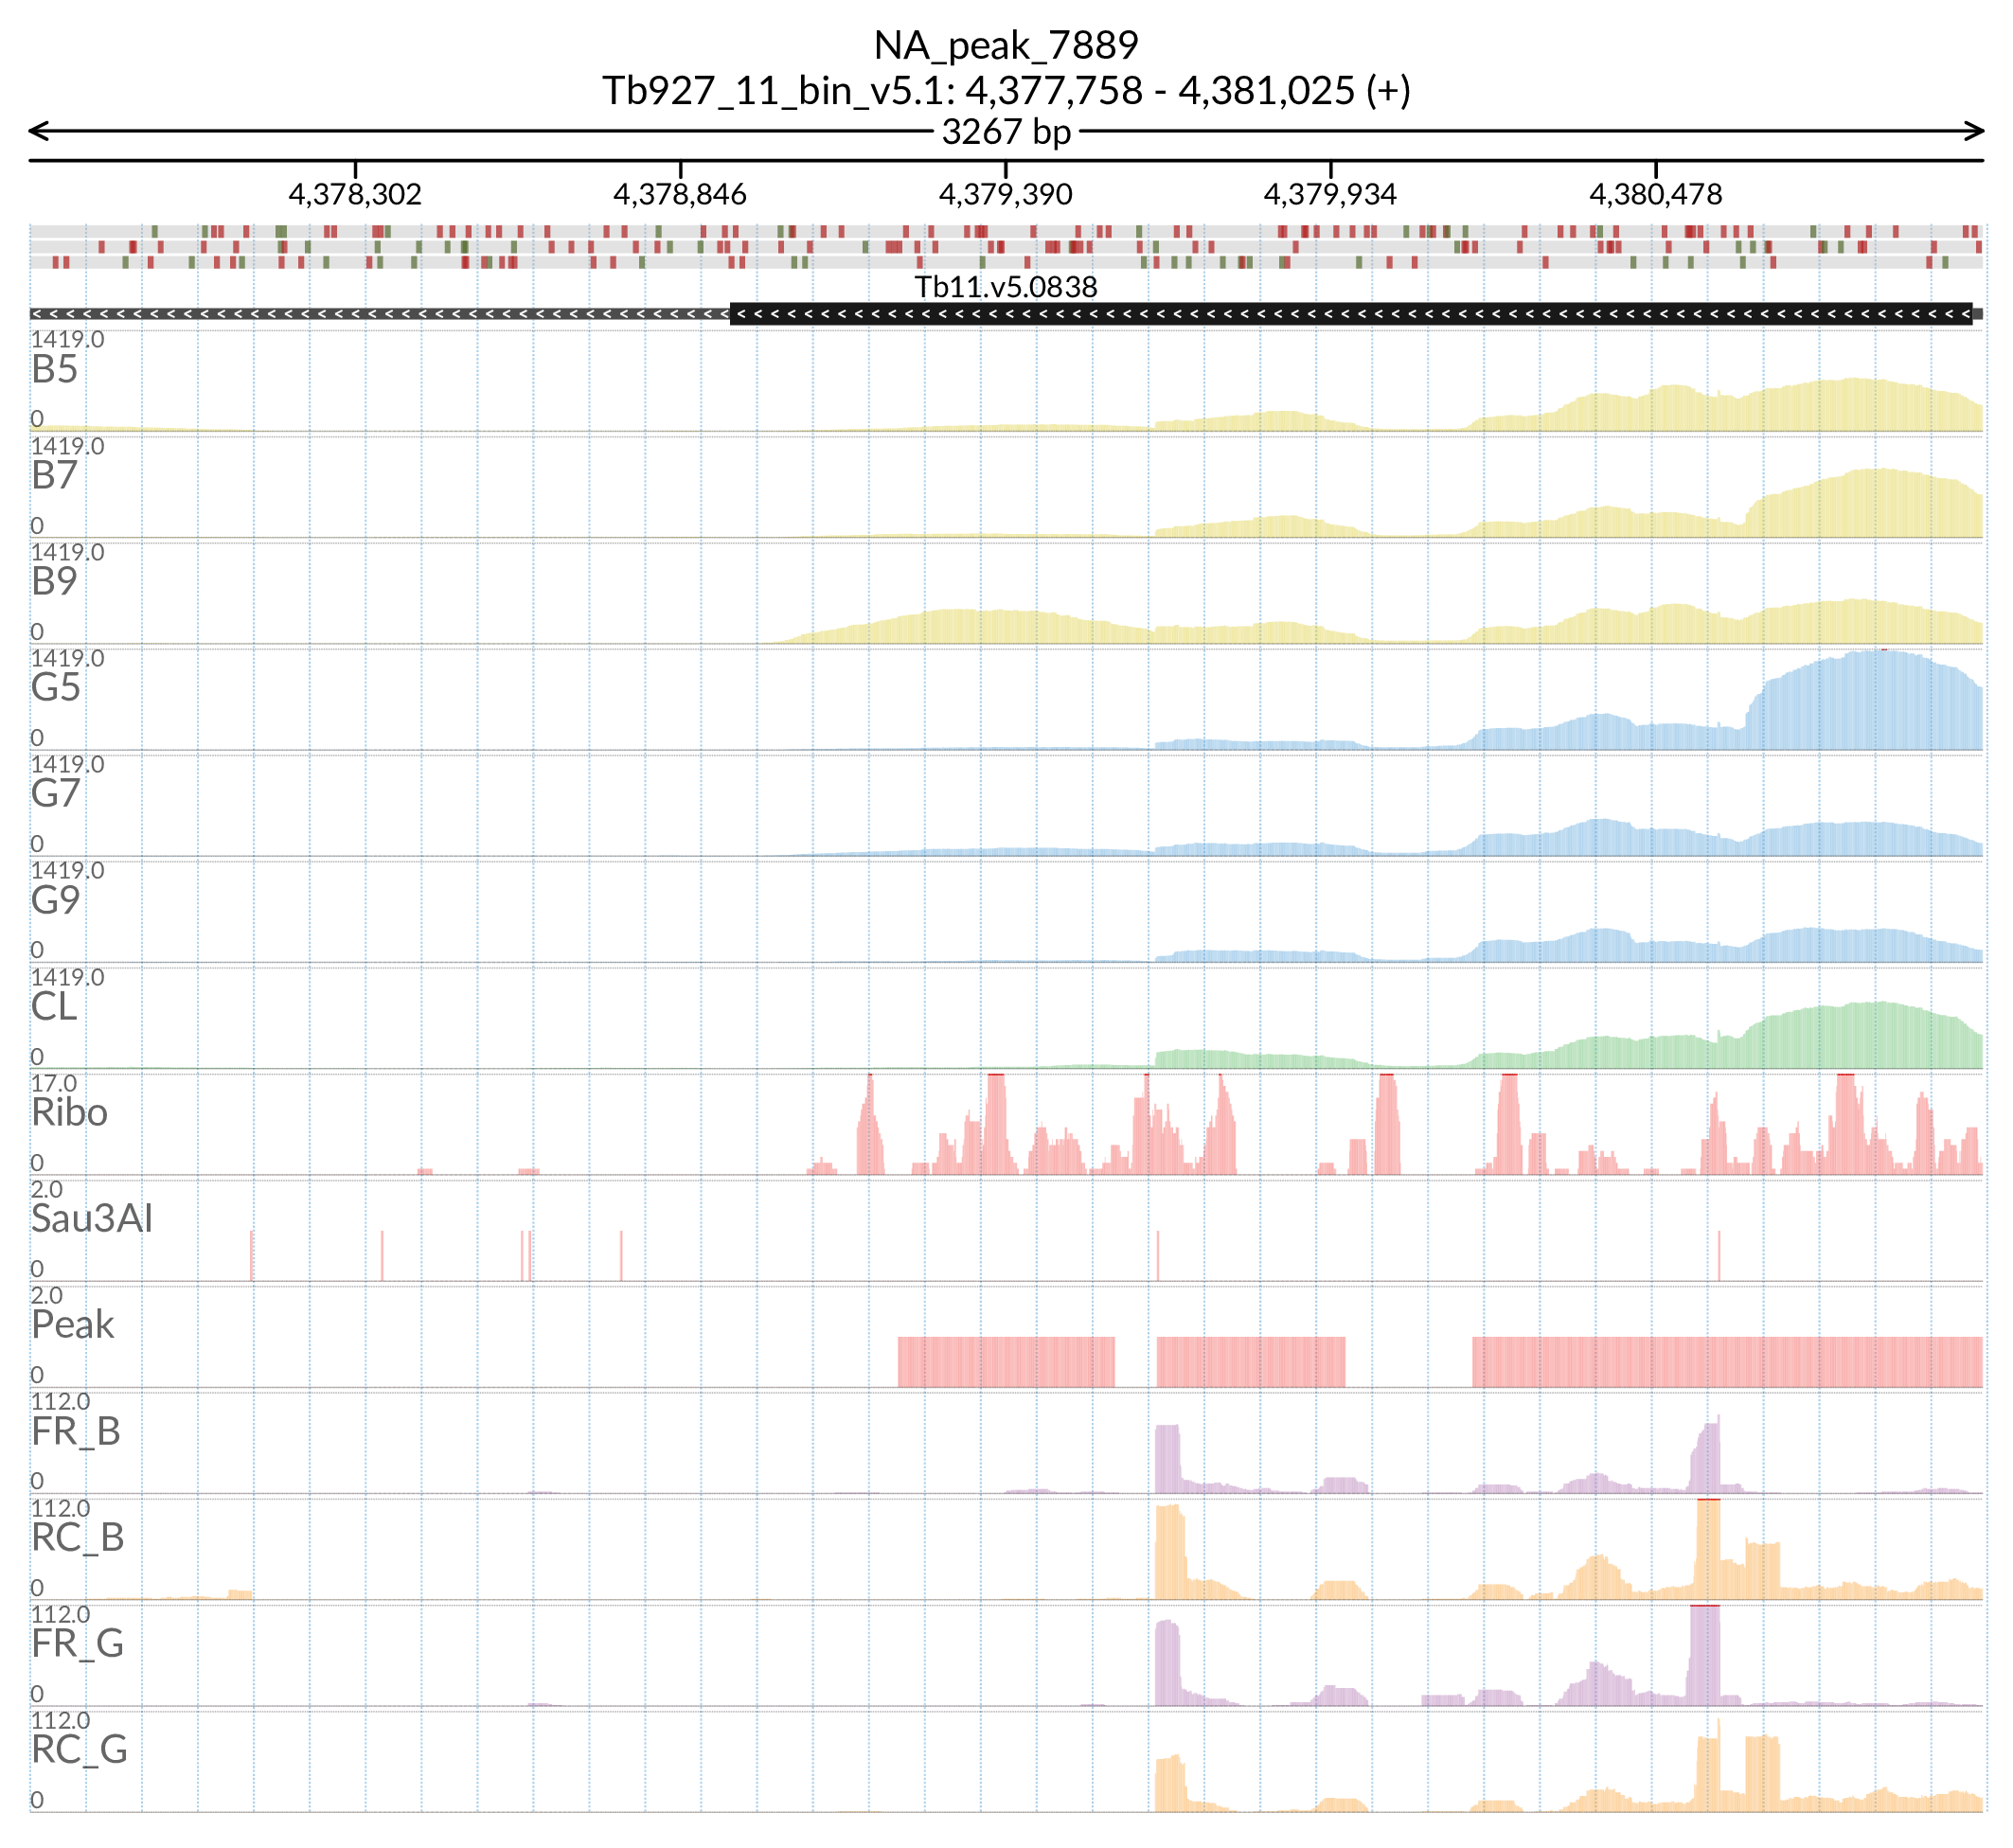 NA_peak_7889
Tb927_11_bin_v5.1: 4,377,758 - 4,381,025 (+)
3267 bp
4,378,302 4,378,846 4,379,390 4,379,934 4,380,478
Tb11.v5.0838
1419.0
B5
0
1419.0
B7
0
1419.0
B9
0
1419.0
G5
0
1419.0
G7
0
1419.0
G9
0
1419.0
CL
0
17.0
Ribo
0
2.0
Sau3AI
0
2.0
Peak
0
112.0
FR_B
0
112.0
RC_B
0
112.0
FR_G
0
112.0
RC_G
0